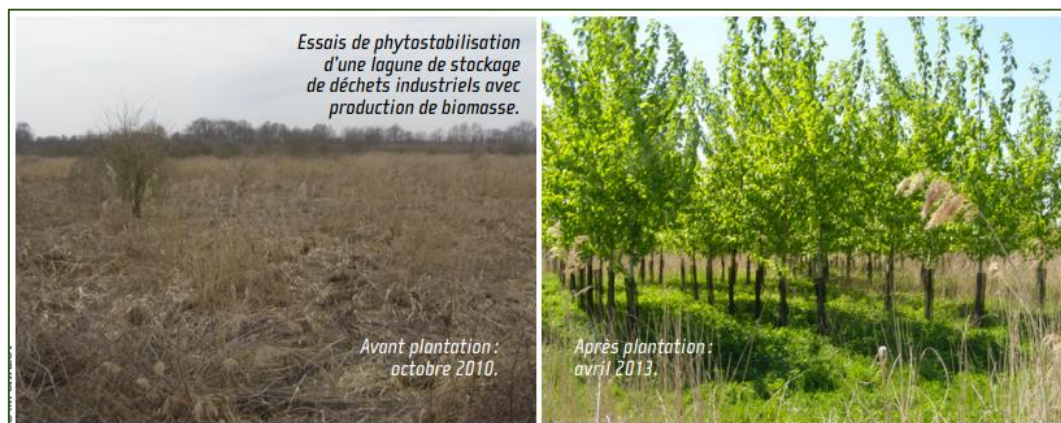 Essais de phytostabilisation
d'une lagune de stockage
de déchets industriels avec
production de biomasse.
Avant plantation :
octobre 2010.
Après plantation :
avril 2013.